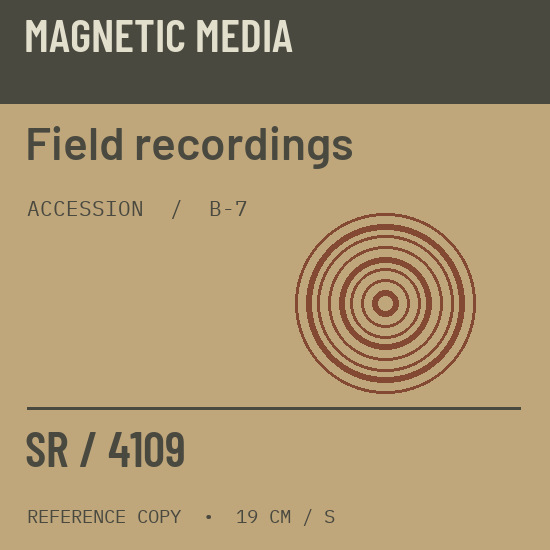 MAGNETIC MEDIA
Field recordings
ACCESSION / B-7
SR / 4109
REFERENCE COPY • 19 CM / S